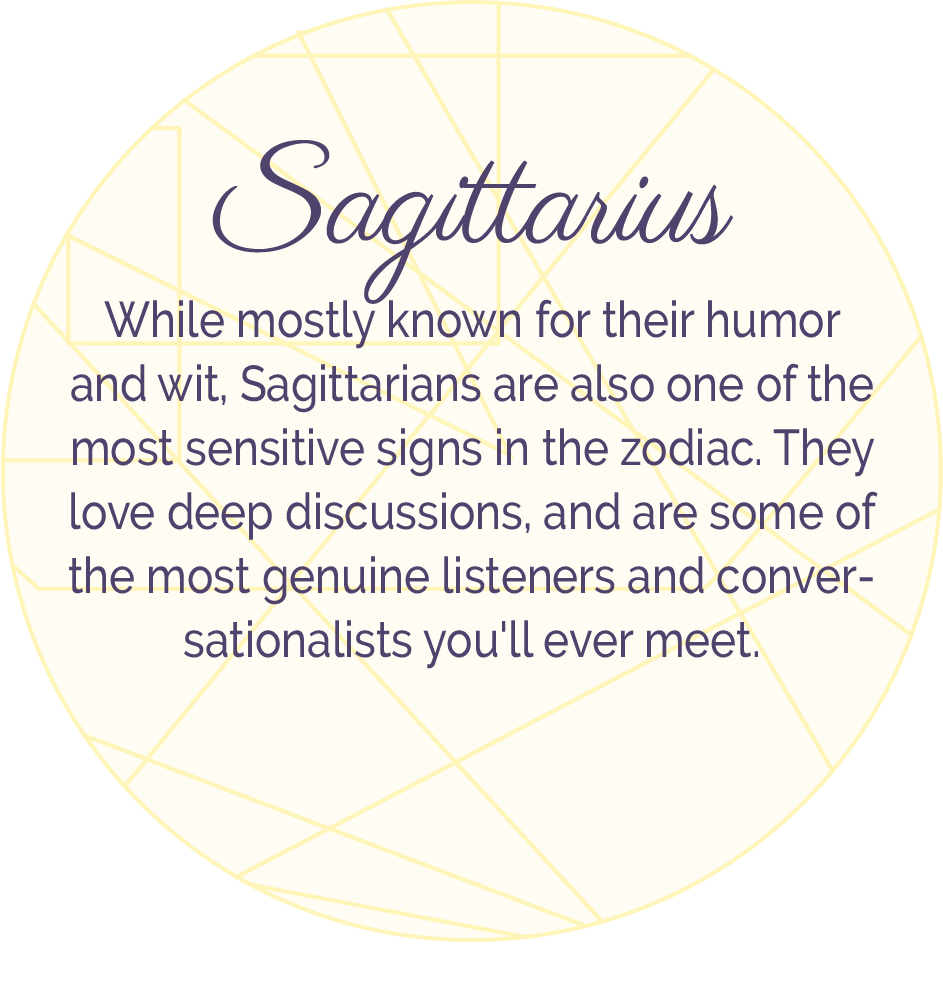 Sagittarius
While mostly known for their humor
and wit, Sagittarians are also one of the
most sensitive signs in the zodiac. They
love deep discussions, and are some of
the most genuine listeners and conver-
sationalists you'll ever meet.